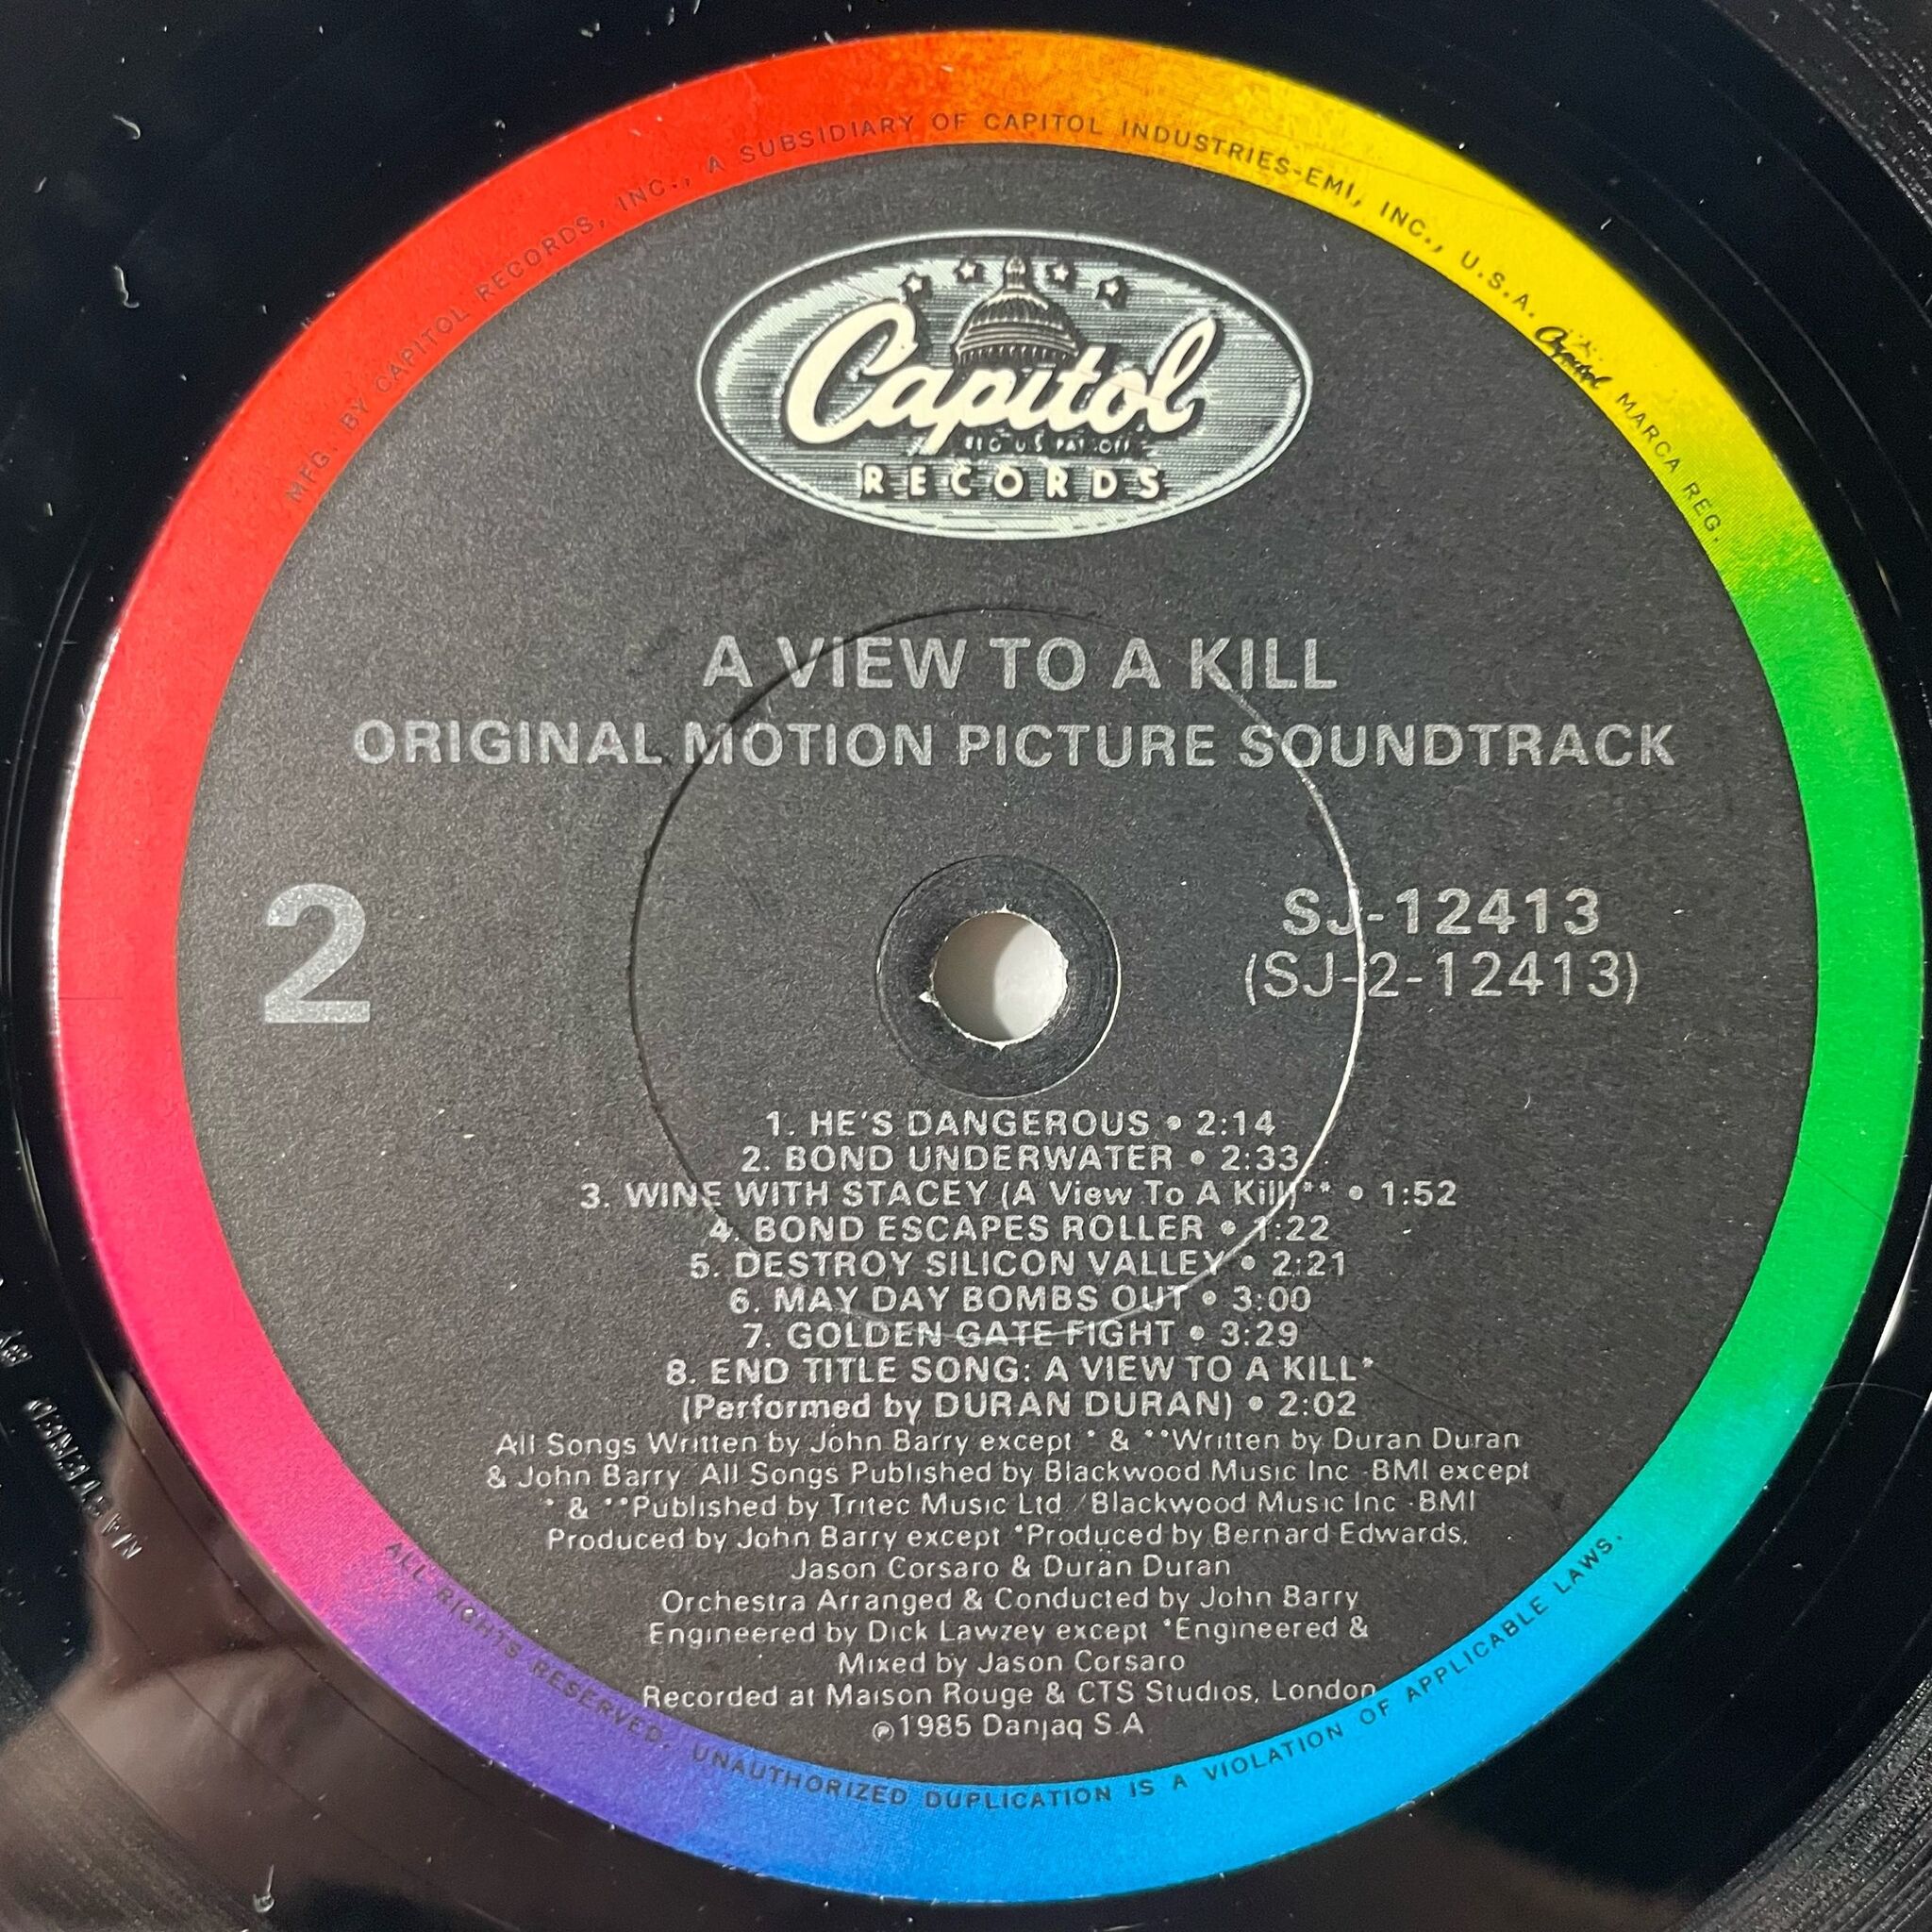 MFG. BY CAPITOL RECORDS, INC., A SUBSIDIARY OF CAPITOL INDUSTRIES-EMI, INC., U.S.A. Capitol MARCA REG.
Capitol
RECORDS
A VIEW TO A KILL
ORIGINAL MOTION PICTURE SOUNDTRACK
2
SJ-12413
(SJ-2-12413)
1. HE'S DANGEROUS • 2:14
2. BOND UNDERWATER • 2:33
3. WINE WITH STACEY (A View To A Kill)** • 1:52
4. BOND ESCAPES ROLLER • 1:22
5. DESTROY SILICON VALLEY • 2:21
6. MAY DAY BOMBS OUT • 3:00
7. GOLDEN GATE FIGHT • 3:29
8. END TITLE SONG: A VIEW TO A KILL*
(Performed by DURAN DURAN) • 2:02
All Songs Written by John Barry except * & **Written by Duran Duran
& John Barry All Songs Published by Blackwood Music Inc -BMI except
* & **Published by Tritec Music Ltd./Blackwood Music Inc -BMI
Produced by John Barry except *Produced by Bernard Edwards,
Jason Corsaro & Duran Duran
Orchestra Arranged & Conducted by John Barry
Engineered by Dick Lawzey except *Engineered &
Mixed by Jason Corsaro
Recorded at Maison Rouge & CTS Studios, London
℗1985 Danjaq S.A
ALL RIGHTS RESERVED. UNAUTHORIZED DUPLICATION IS A VIOLATION OF APPLICABLE LAWS.